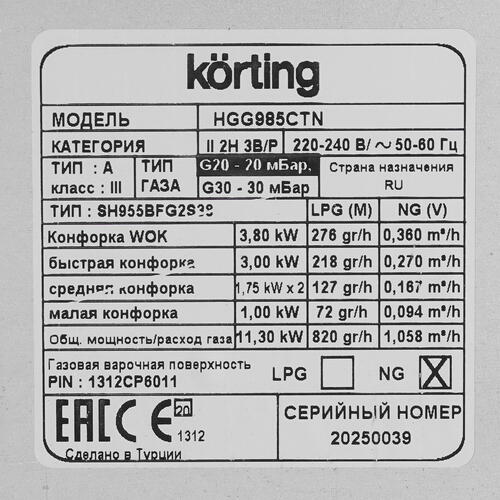 körting
МОДЕЛЬ HGG985CTN
КАТЕГОРИЯ II 2H 3B/P 220-240 В/ ~ 50-60 Гц
ТИП : А класс : III ТИП ГАЗА G20 - 20 мБар, G30 - 30 мБар Страна назначения RU
ТИП : LPG (M) NG (V)
Конфорка WOK 3,80 kW 276 gr/h 0,360 m³/h
быстрая конфорка 3,00 kW 218 gr/h 0,270 m³/h
средняя конфорка 1,75 kW x 2 127 gr/h 0,167 m³/h
малая конфорка 1,00 kW 72 gr/h 0,094 m³/h
Общ. мощность/расход газа 11,30 kW 820 gr/h 1,058 m³/h
Газовая варочная поверхность
PIN : 1312CP6011 LPG NG X
EAC CE 20 1312 СЕРИЙНЫЙ НОМЕР
Сделано в Турции 20250039